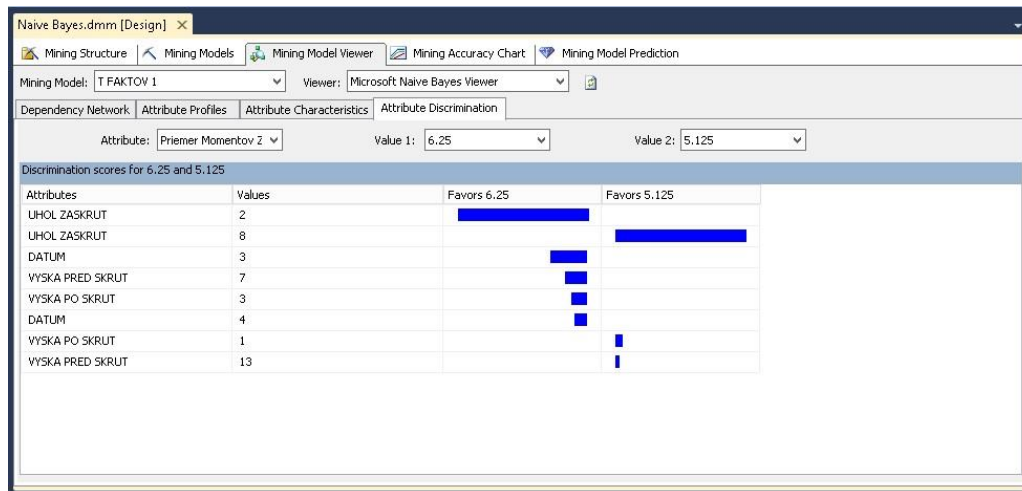 Naive Bayes.dmm [Design]
Mining Structure Mining Models Mining Model Viewer Mining Accuracy Chart Mining Model Prediction
Mining Model: T FAKTOV 1 Viewer: Microsoft Naive Bayes Viewer
Dependency Network Attribute Profiles Attribute Characteristics Attribute Discrimination
Attribute: Priemer Momentov Z Value 1: 6.25 Value 2: 5.125
Discrimination scores for 6.25 and 5.125
Attributes Values Favors 6.25 Favors 5.125
UHOL ZASKRUT 2
UHOL ZASKRUT 8
DATUM 3
VYSKA PRED SKRUT 7
VYSKA PO SKRUT 3
DATUM 4
VYSKA PO SKRUT 1
VYSKA PRED SKRUT 13